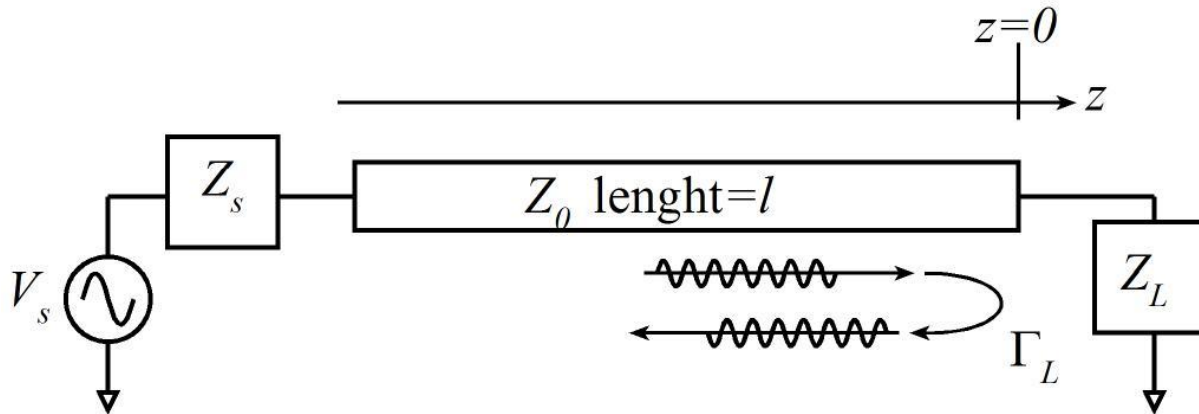 z=0
z
Z_s
Z_0 lenght=l
V_s
Z_L
Γ_L